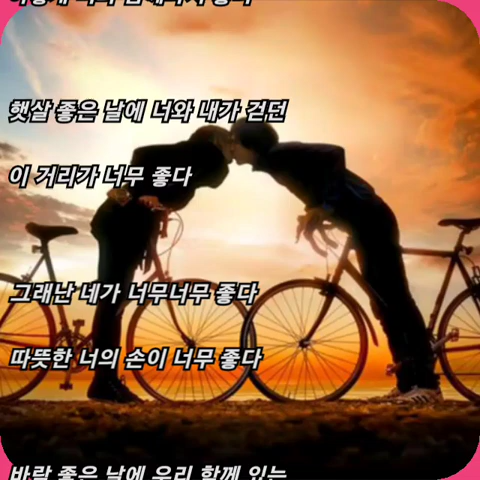 햇살 좋은 날에 너와 내가 걷던
이 거리가 너무 좋다
그래난 네가 너무너무 좋다
따뜻한 너의 손이 너무 좋다
바람 좋은 날에 우리 함께 있는